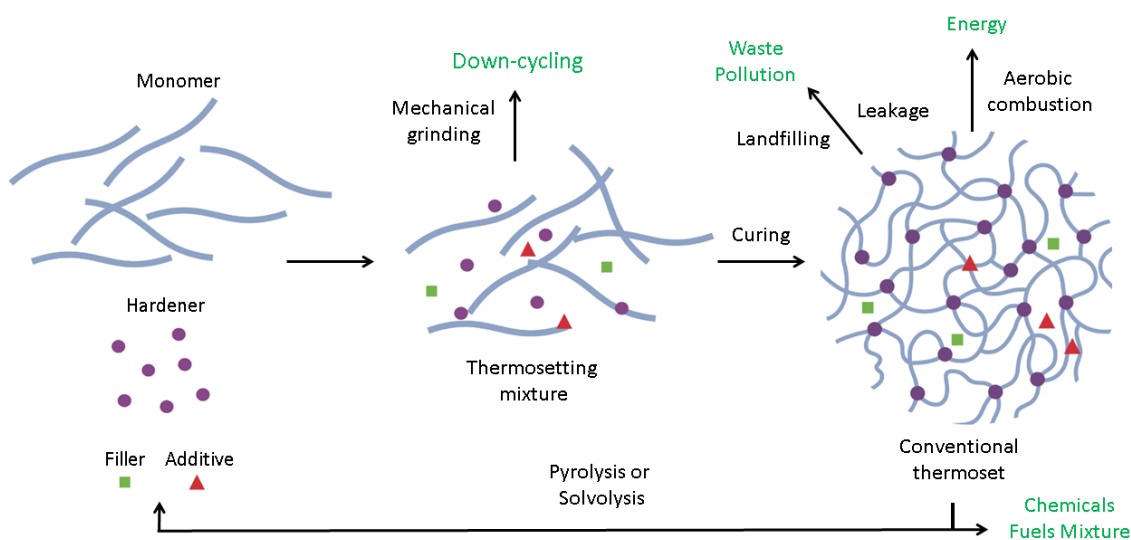 Monomer
Hardener
Filler
Additive
Down-cycling
Mechanical
grinding
Thermosetting
mixture
Curing
Waste
Pollution
Landfilling
Leakage
Energy
Aerobic
combustion
Conventional
thermoset
Pyrolysis or
Solvolysis
Chemicals
Fuels Mixture